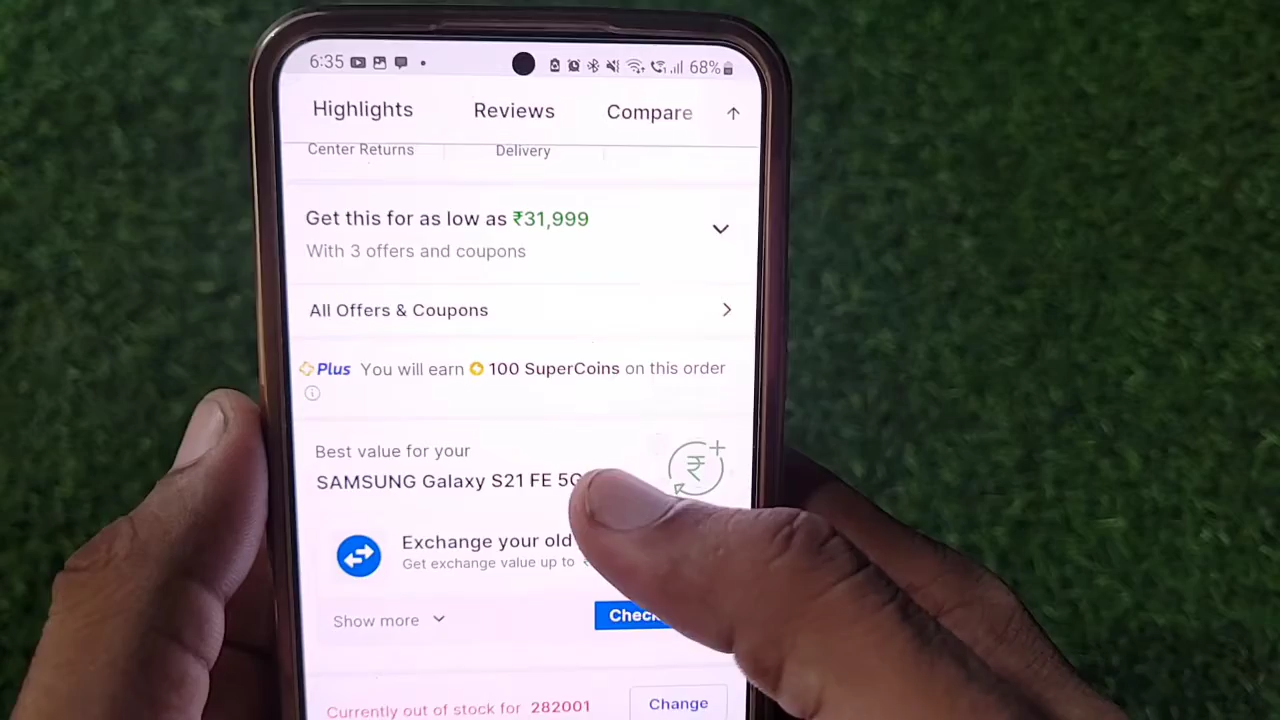 6:35 68%
Highlights Reviews Compare
Center Returns Delivery
Get this for as low as ₹31,999
With 3 offers and coupons
All Offers & Coupons
Plus You will earn 100 SuperCoins on this order
Best value for your
SAMSUNG Galaxy S21 FE 5G
Exchange your old
Get exchange value up to
Show more
Check
Currently out of stock for 282001
Change